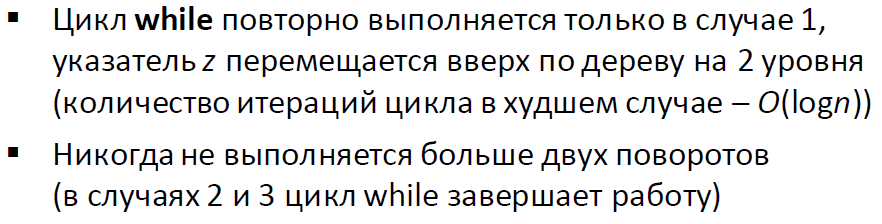 ▪ Цикл while повторно выполняется только в случае 1,
указатель z перемещается вверх по дереву на 2 уровня
(количество итераций цикла в худшем случае – O(logn))
▪ Никогда не выполняется больше двух поворотов
(в случаях 2 и 3 цикл while завершает работу)